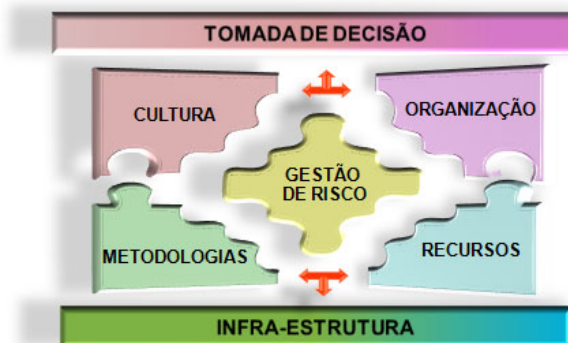 TOMADA DE DECISÃO
CULTURA
ORGANIZAÇÃO
GESTÃO
DE RISCO
METODOLOGIAS
RECURSOS
INFRA-ESTRUTURA